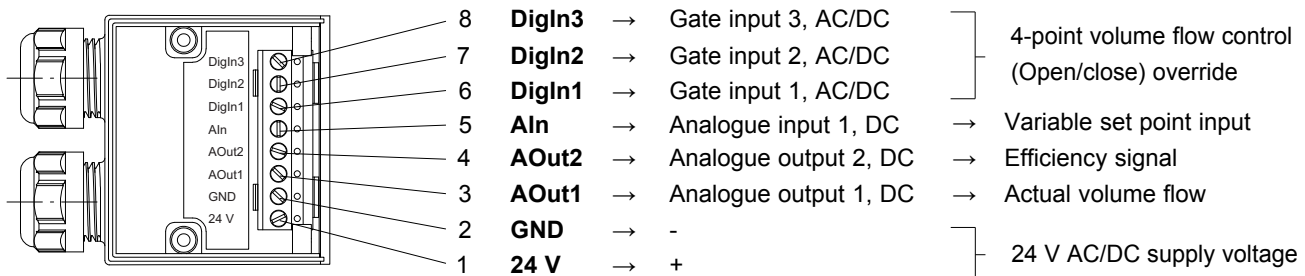 DigIn3
DigIn2
DigIn1
AIn
AOut2
AOut1
GND
24 V
8 DigIn3 → Gate input 3, AC/DC
7 DigIn2 → Gate input 2, AC/DC
6 DigIn1 → Gate input 1, AC/DC
4-point volume flow control
(Open/close) override
5 AIn → Analogue input 1, DC → Variable set point input
4 AOut2 → Analogue output 2, DC → Efficiency signal
3 AOut1 → Analogue output 1, DC → Actual volume flow
2 GND → -
1 24 V → +
24 V AC/DC supply voltage